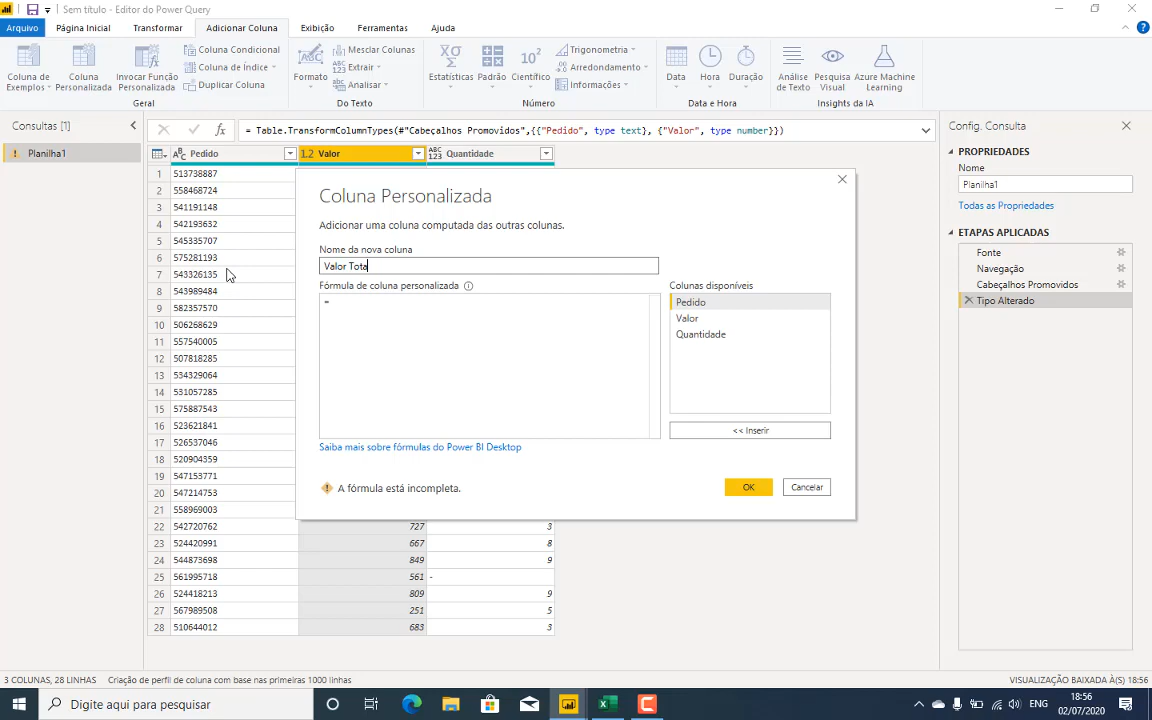 Sem título - Editor do Power Query
Arquivo
Página Inicial
Transformar
Adicionar Coluna
Exibição
Ferramentas
Ajuda
Coluna de Exemplos
Coluna Personalizada
Invocar Função Personalizada
Coluna Condicional
Coluna de Índice
Duplicar Coluna
Geral
Formato
Mesclar Colunas
Extrair
Analisar
Do Texto
Estatísticas
Padrão
Científico
Trigonometria
Arredondamento
Informações
Número
Data
Hora
Duração
Data e Hora
Análise de Texto
Pesquisa Visual
Azure Machine Learning
Insights da IA
Consultas [1]
Planilha1
= Table.TransformColumnTypes(#"Cabeçalhos Promovidos",{{"Pedido", type text}, {"Valor", type number}})
Pedido
1.2 Valor
ABC 123 Quantidade
1 513738887
2 558468724
3 541191148
4 542193632
5 545335707
6 575281193
7 543326135
8 543989484
9 582357570
10 506268629
11 557540005
12 507818285
13 534329064
14 531057285
15 575887543
16 523621841
17 526537046
18 520904359
19 547153771
20 547214753
21 558969003
22 542720762 727 3
23 524420991 667 8
24 544873698 849 9
25 561995718 561 -
26 524418213 809 9
27 567989508 251 5
28 510644012 683 3
Coluna Personalizada
Adicionar uma coluna computada das outras colunas.
Nome da nova coluna
Valor Tota
Fórmula de coluna personalizada
=
Colunas disponíveis
Pedido
Valor
Quantidade
<< Inserir
Saiba mais sobre fórmulas do Power BI Desktop
A fórmula está incompleta.
OK
Cancelar
Config. Consulta
PROPRIEDADES
Nome
Planilha1
Todas as Propriedades
ETAPAS APLICADAS
Fonte
Navegação
Cabeçalhos Promovidos
Tipo Alterado
3 COLUNAS, 28 LINHAS
Criação de perfil de coluna com base nas primeiras 1000 linhas
VISUALIZAÇÃO BAIXADA À(S) 18:56
Digite aqui para pesquisar
ENG
18:56
02/07/2020